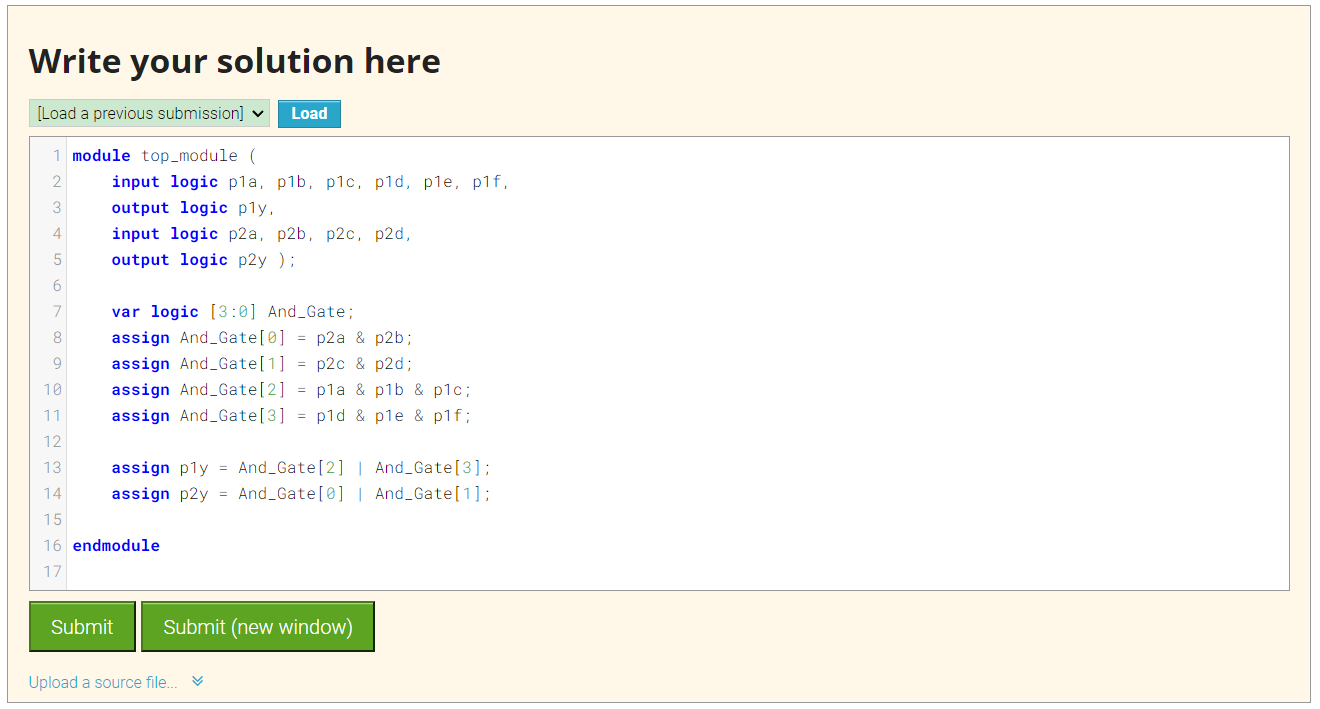 Write your solution here
[Load a previous submission] Load
1 module top_module (
2     input logic p1a, p1b, p1c, p1d, p1e, p1f,
3     output logic p1y,
4     input logic p2a, p2b, p2c, p2d,
5     output logic p2y );
6
7     var logic [3:0] And_Gate;
8     assign And_Gate[0] = p2a & p2b;
9     assign And_Gate[1] = p2c & p2d;
10     assign And_Gate[2] = p1a & p1b & p1c;
11     assign And_Gate[3] = p1d & p1e & p1f;
12
13     assign p1y = And_Gate[2] | And_Gate[3];
14     assign p2y = And_Gate[0] | And_Gate[1];
15
16 endmodule
17
Submit Submit (new window)
Upload a source file...